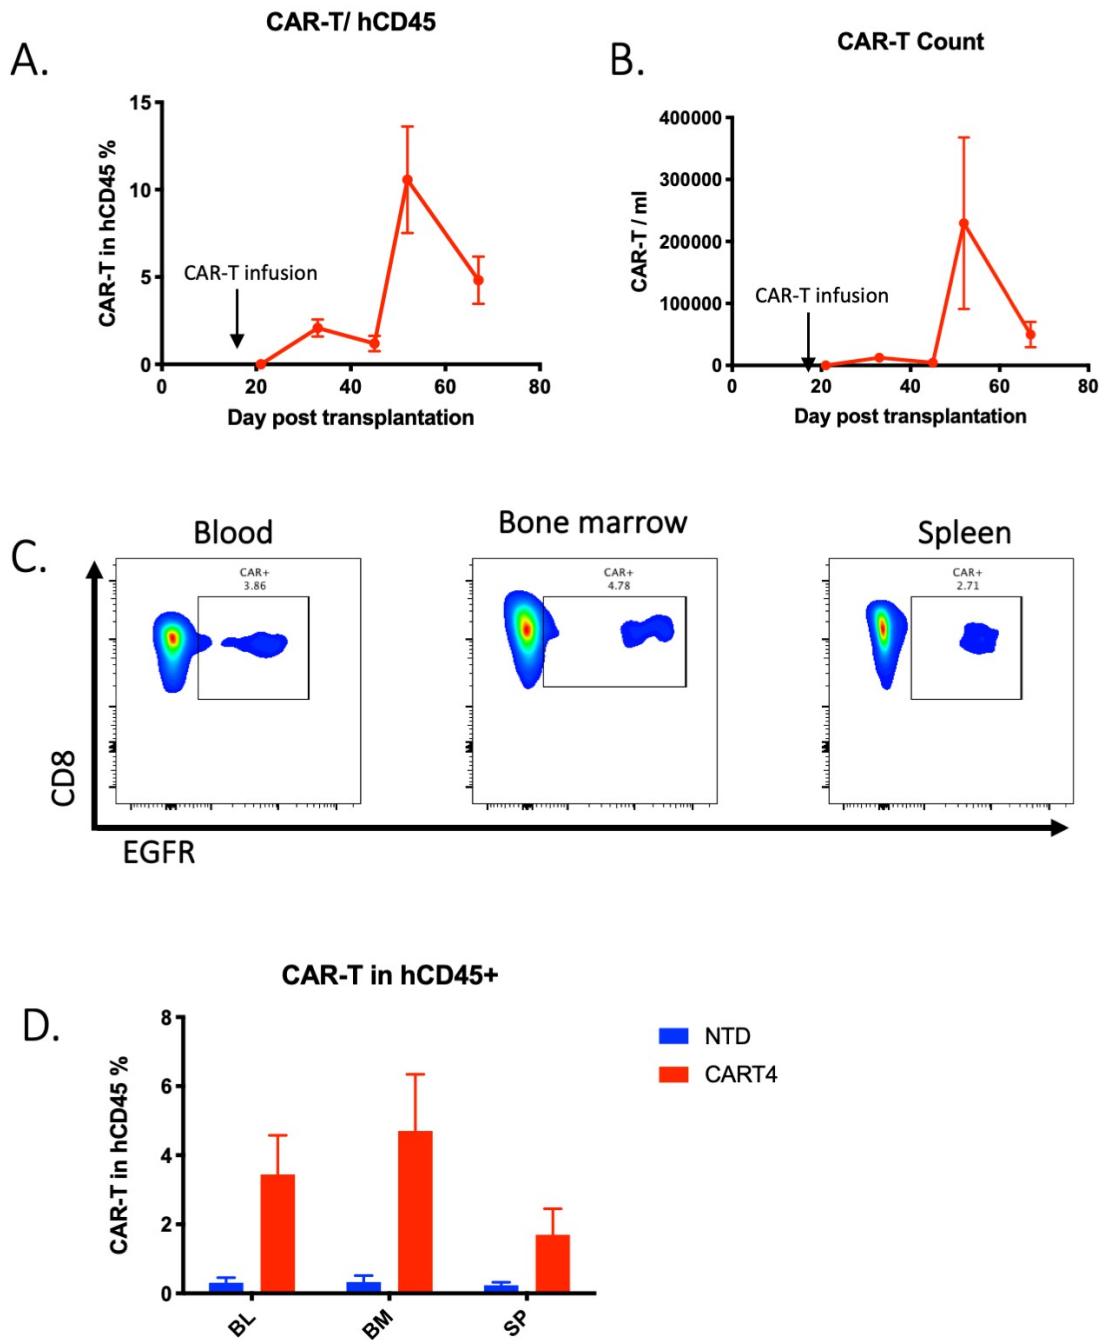 CAR-T/ hCD45
A.
CAR-T in hCD45 %
15
10
5
0
CAR-T infusion
0 20 40 60 80
Day post transplantation
CAR-T Count
B.
CAR-T / ml
400000
300000
200000
100000
0
CAR-T infusion
0 20 40 60 80
Day post transplantation
C.
Blood
CAR+
3.86
Bone marrow
CAR+
4.78
Spleen
CAR+
2.71
CD8
EGFR
CAR-T in hCD45+
D.
CAR-T in hCD45 %
8
6
4
2
0
BL BM SP
NTD
CART4